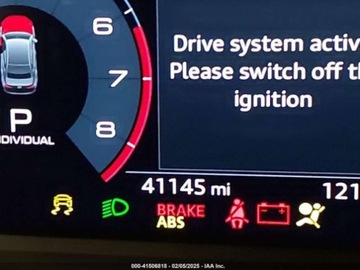 6
7
8
Drive system activ
Please switch off th
ignition
P
NDIVIDUAL
41145 mi
121
BRAKE
ABS
000-41506818 - 02/05/2025 - IAA Inc.